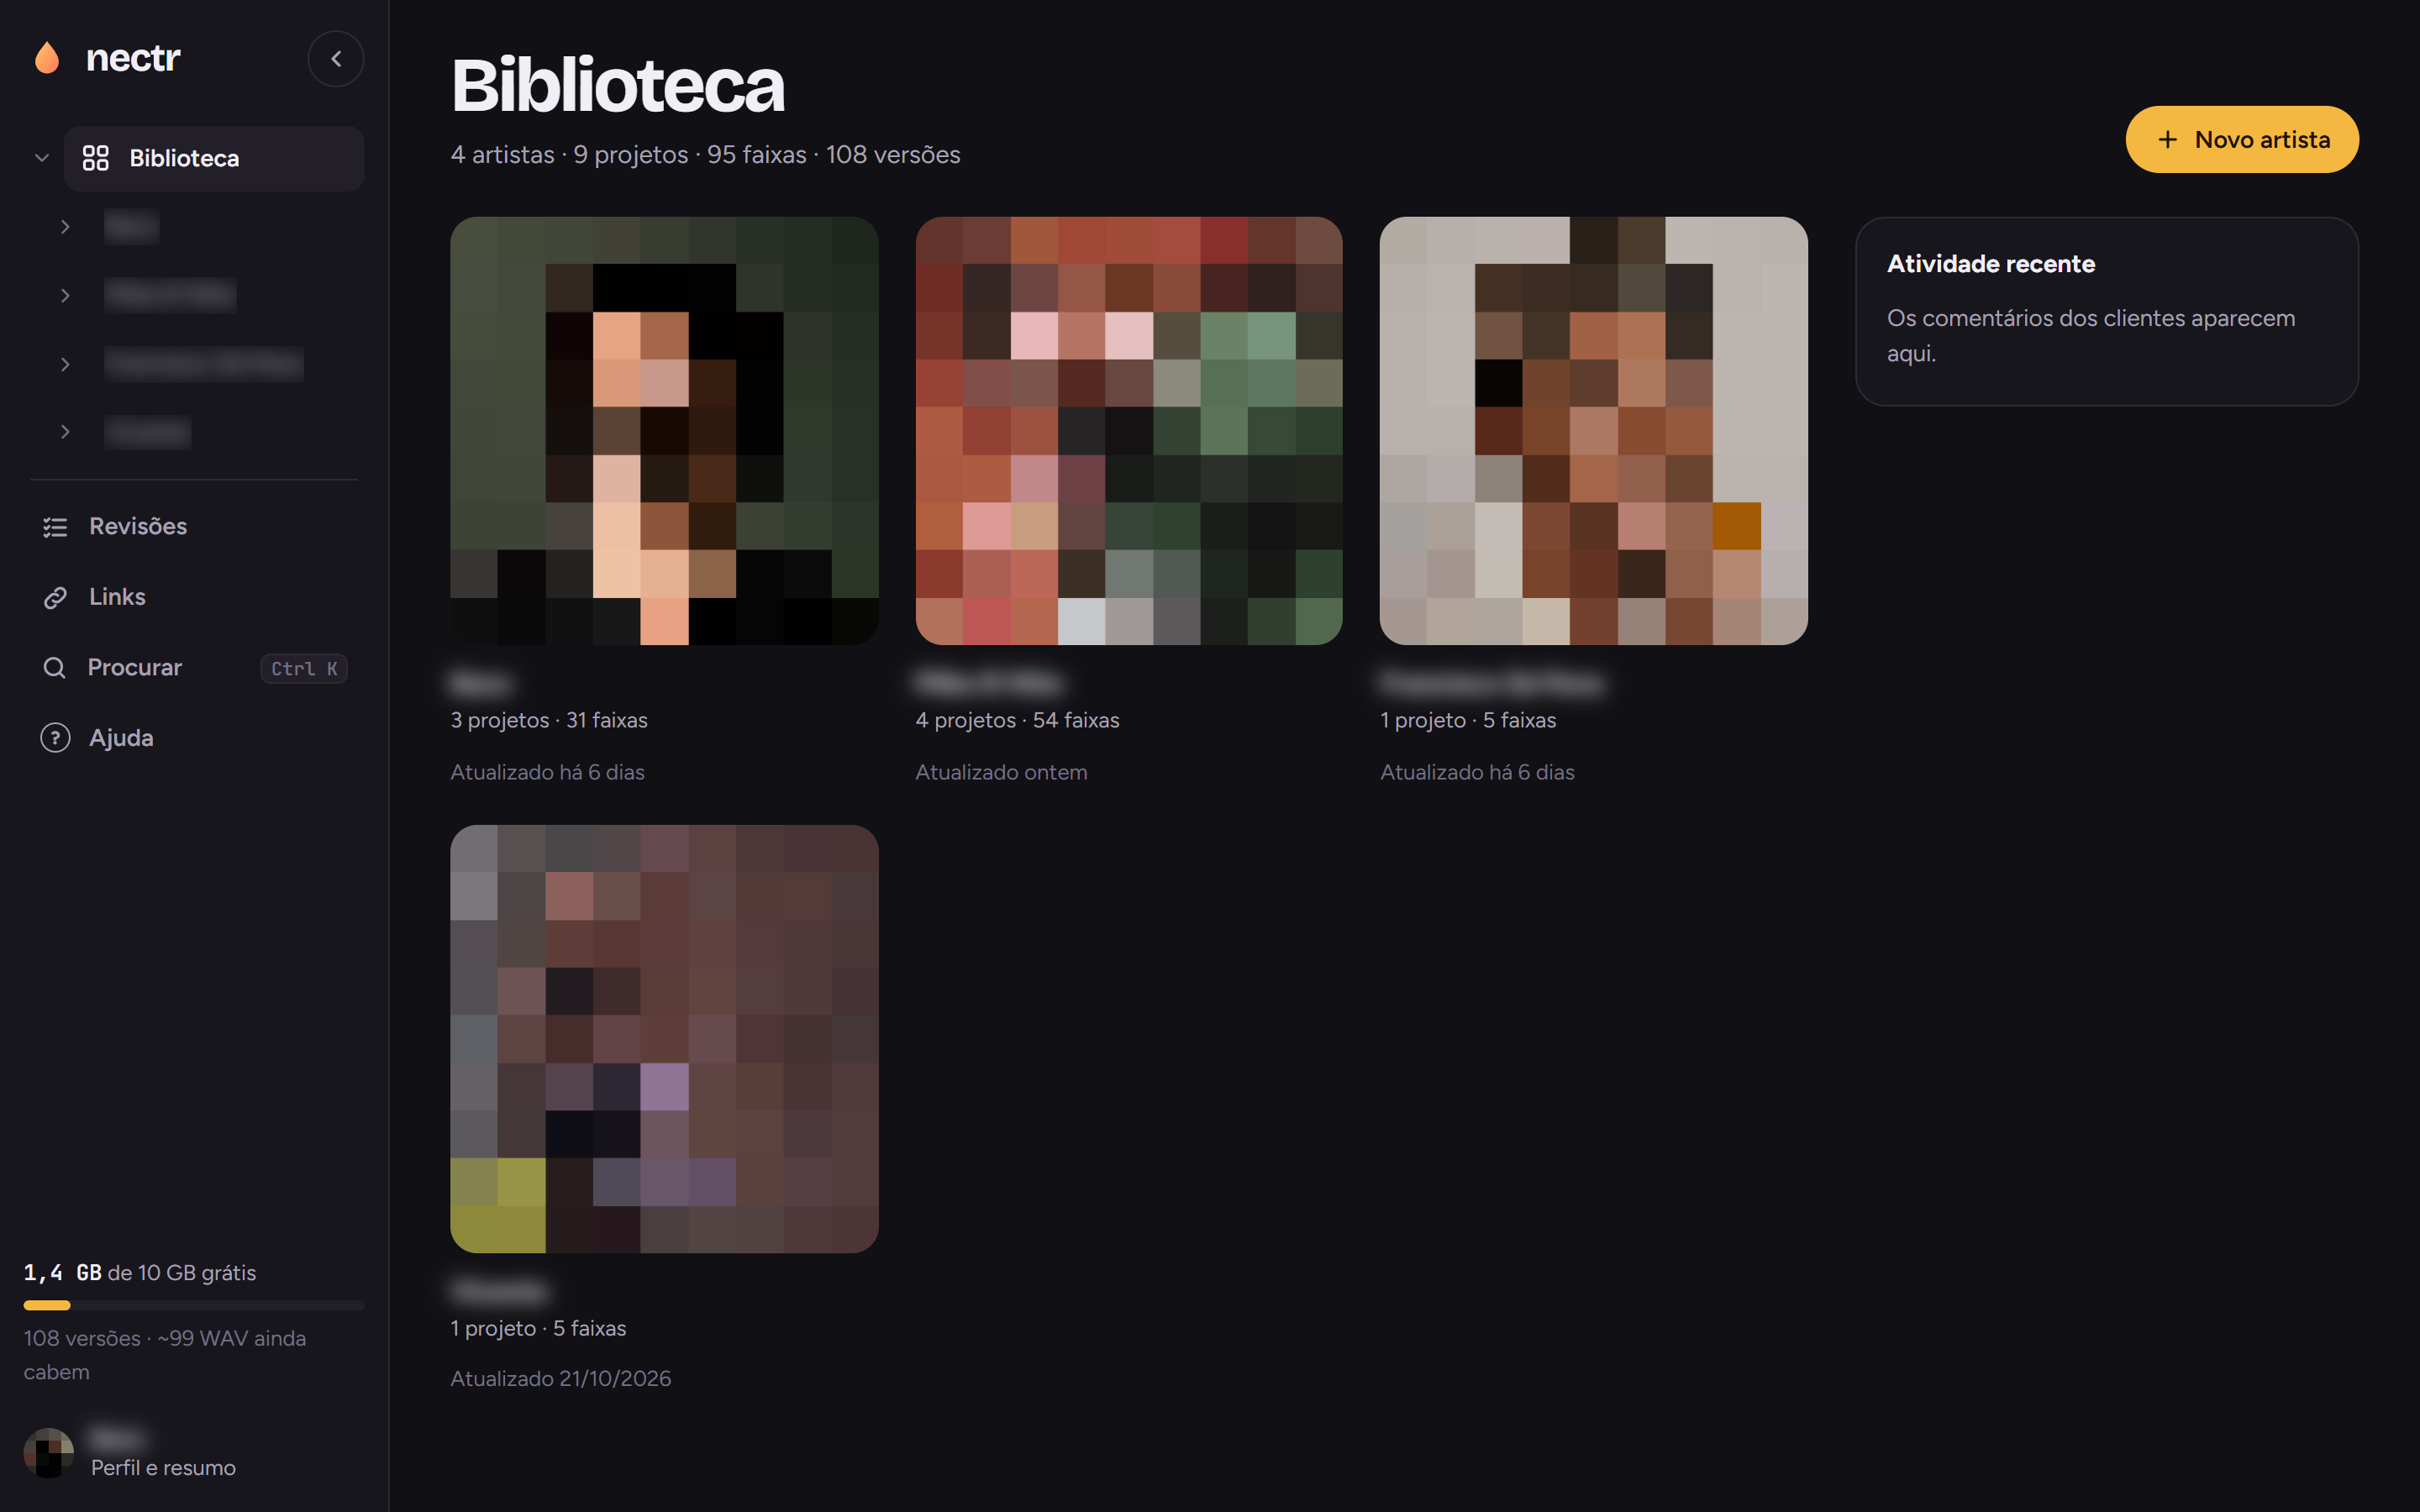 nectr
Biblioteca
Revisões
Links
Procurar
Ctrl K
Ajuda
1,4 GB de 10 GB grátis
108 versões · ~99 WAV ainda
cabem
Perfil e resumo
Biblioteca
4 artistas · 9 projetos · 95 faixas · 108 versões
+ Novo artista
3 projetos · 31 faixas
Atualizado há 6 dias
4 projetos · 54 faixas
Atualizado ontem
1 projeto · 5 faixas
Atualizado há 6 dias
1 projeto · 5 faixas
Atualizado 21/10/2026
Atividade recente
Os comentários dos clientes aparecem
aqui.